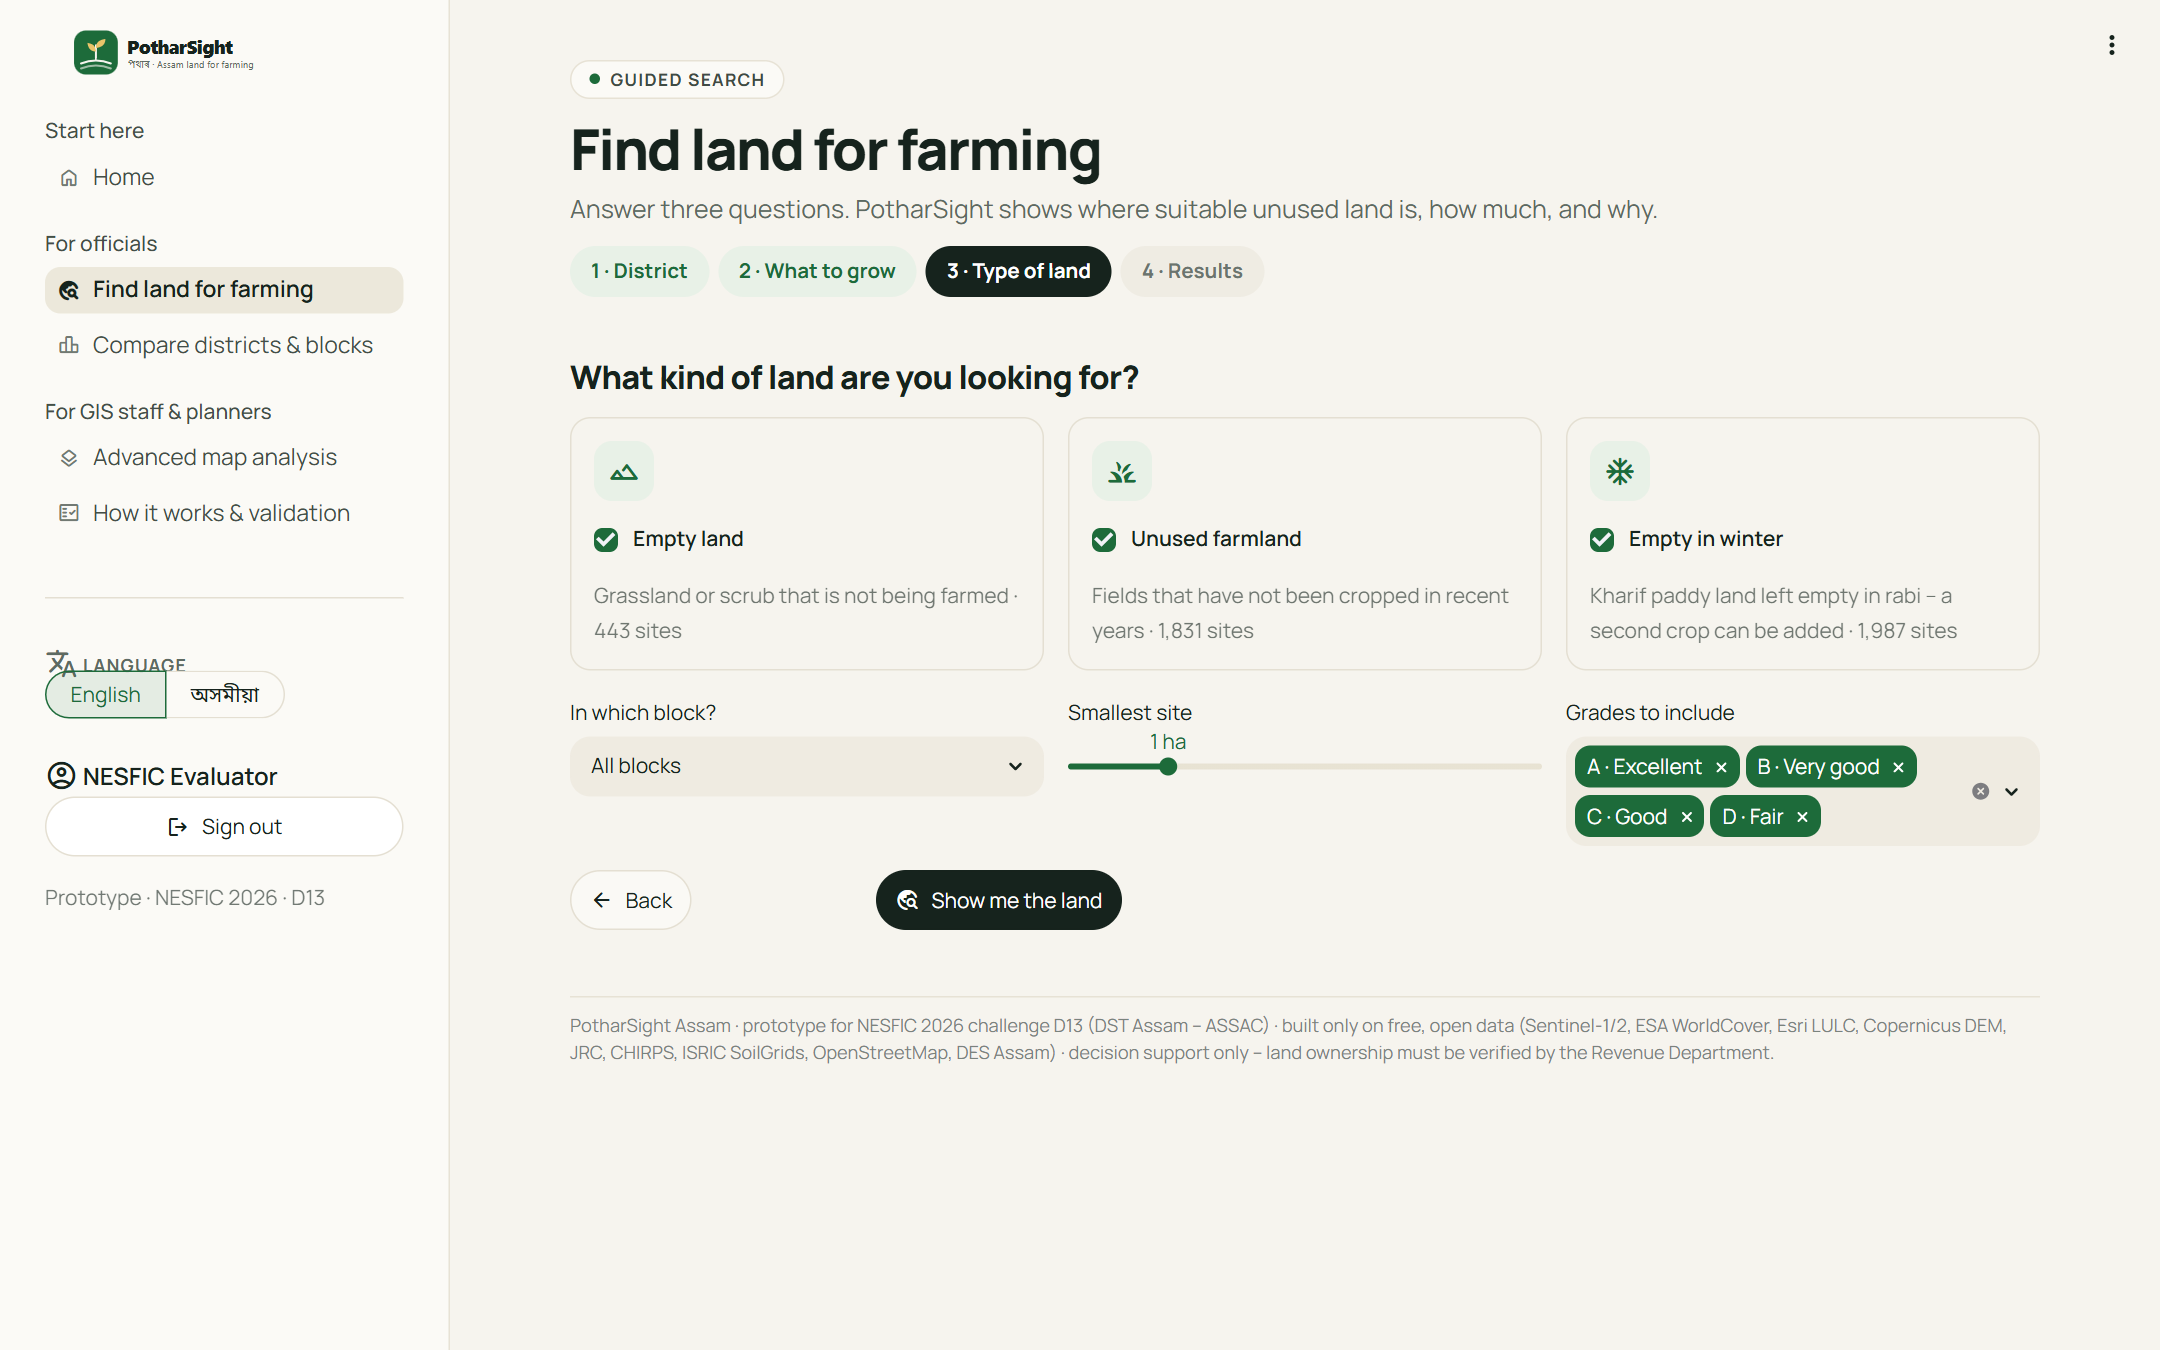 PotharSight
পথাৰ · Assam land for farming
Start here
Home
For officials
Find land for farming
Compare districts & blocks
For GIS staff & planners
Advanced map analysis
How it works & validation
LANGUAGE
English
অসমীয়া
NESFIC Evaluator
Sign out
Prototype · NESFIC 2026 · D13
GUIDED SEARCH
Find land for farming
Answer three questions. PotharSight shows where suitable unused land is, how much, and why.
1 · District
2 · What to grow
3 · Type of land
4 · Results
What kind of land are you looking for?
Empty land
Grassland or scrub that is not being farmed ·
443 sites
Unused farmland
Fields that have not been cropped in recent
years · 1,831 sites
Empty in winter
Kharif paddy land left empty in rabi – a
second crop can be added · 1,987 sites
In which block?
All blocks
Smallest site
1 ha
Grades to include
A · Excellent
B · Very good
C · Good
D · Fair
Back
Show me the land
PotharSight Assam · prototype for NESFIC 2026 challenge D13 (DST Assam – ASSAC) · built only on free, open data (Sentinel-1/2, ESA WorldCover, Esri LULC, Copernicus DEM,
JRC, CHIRPS, ISRIC SoilGrids, OpenStreetMap, DES Assam) · decision support only – land ownership must be verified by the Revenue Department.